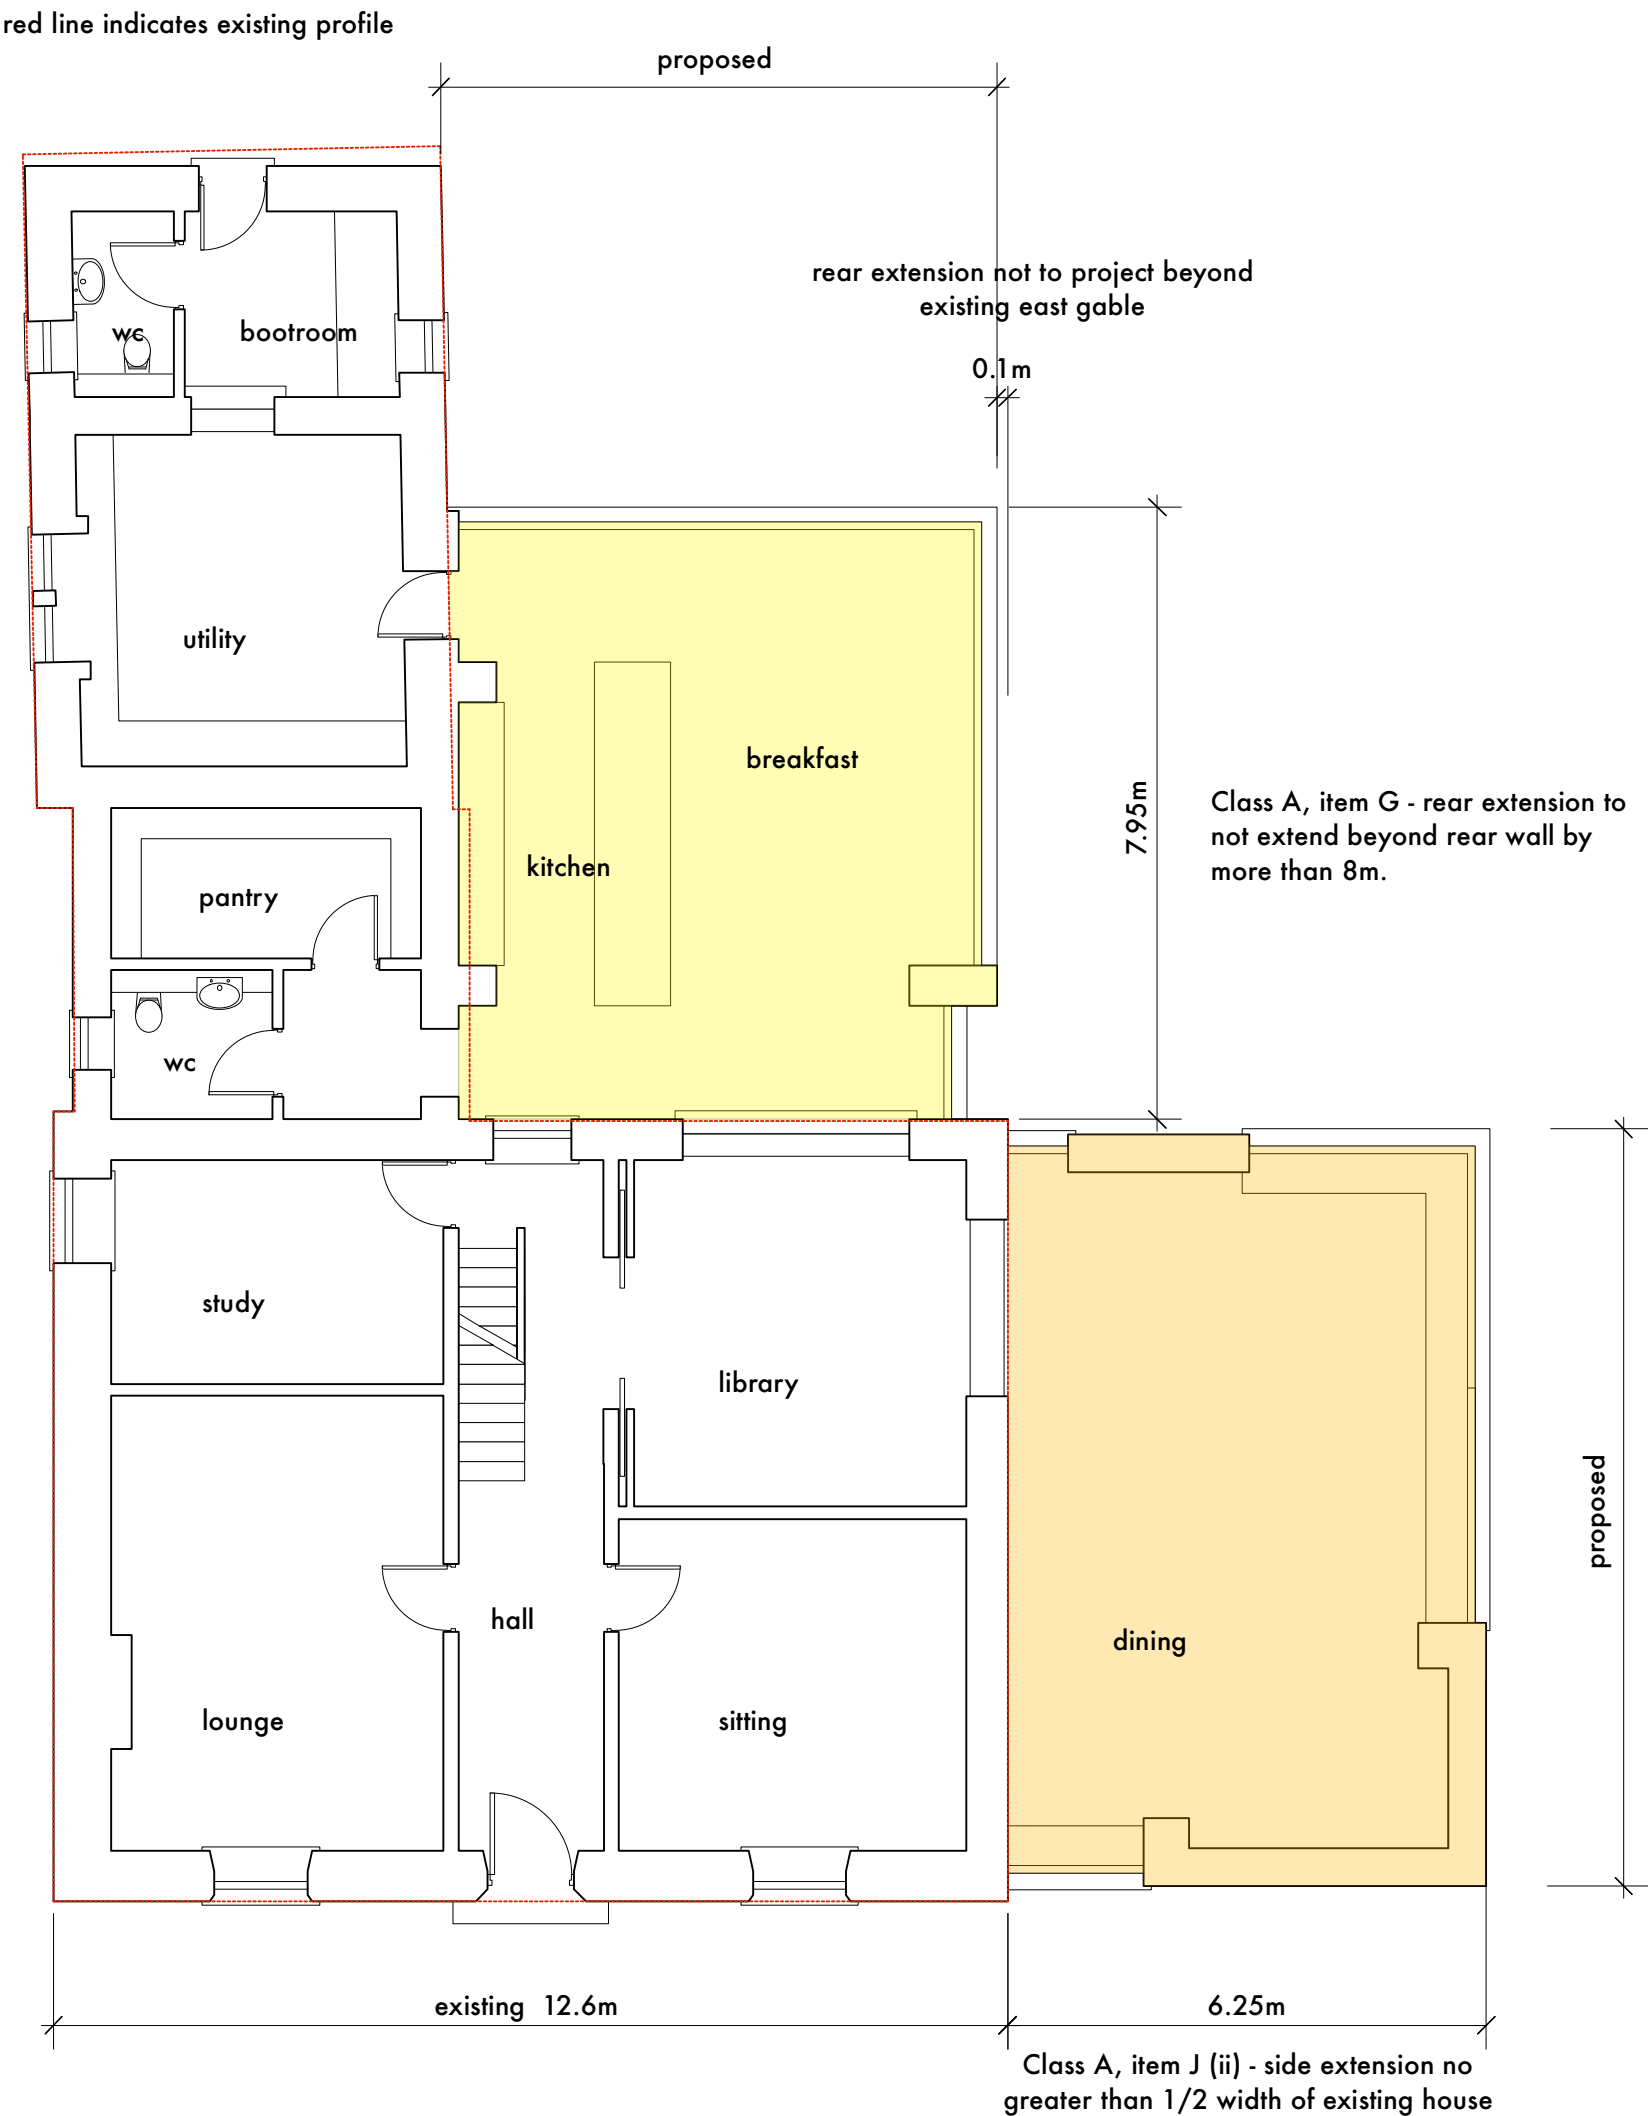 red line indicates existing profile
proposed
rear extension not to project beyond
existing east gable
0.1m
wc
bootroom
utility
breakfast
7.95m
Class A, item G - rear extension to
not extend beyond rear wall by
more than 8m.
kitchen
pantry
wc
study
library
proposed
hall
dining
lounge
sitting
existing 12.6m
6.25m
Class A, item J (ii) - side extension no
greater than 1/2 width of existing house